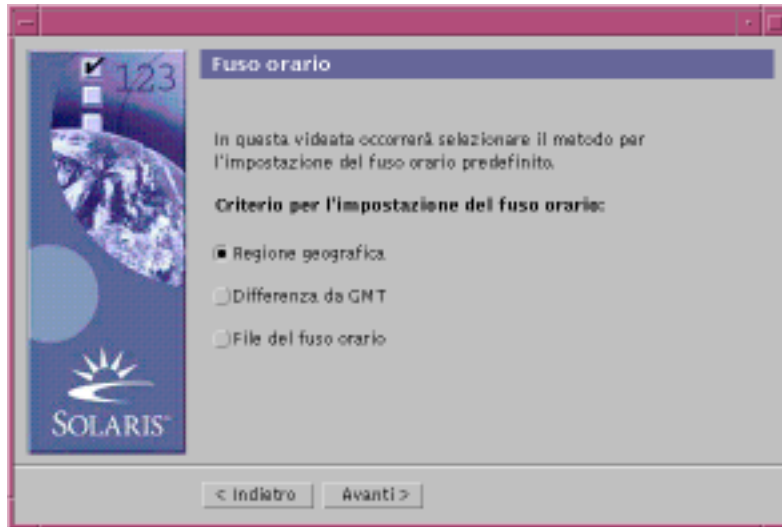 123
Fuso orario
In questa videata occorrerà selezionare il metodo per
l'impostazione del fuso orario predefinito.
Criterio per l'impostazione del fuso orario:
Regione geografica
Differenza da GMT
File del fuso orario
SOLARIS™
< Indietro
Avanti >